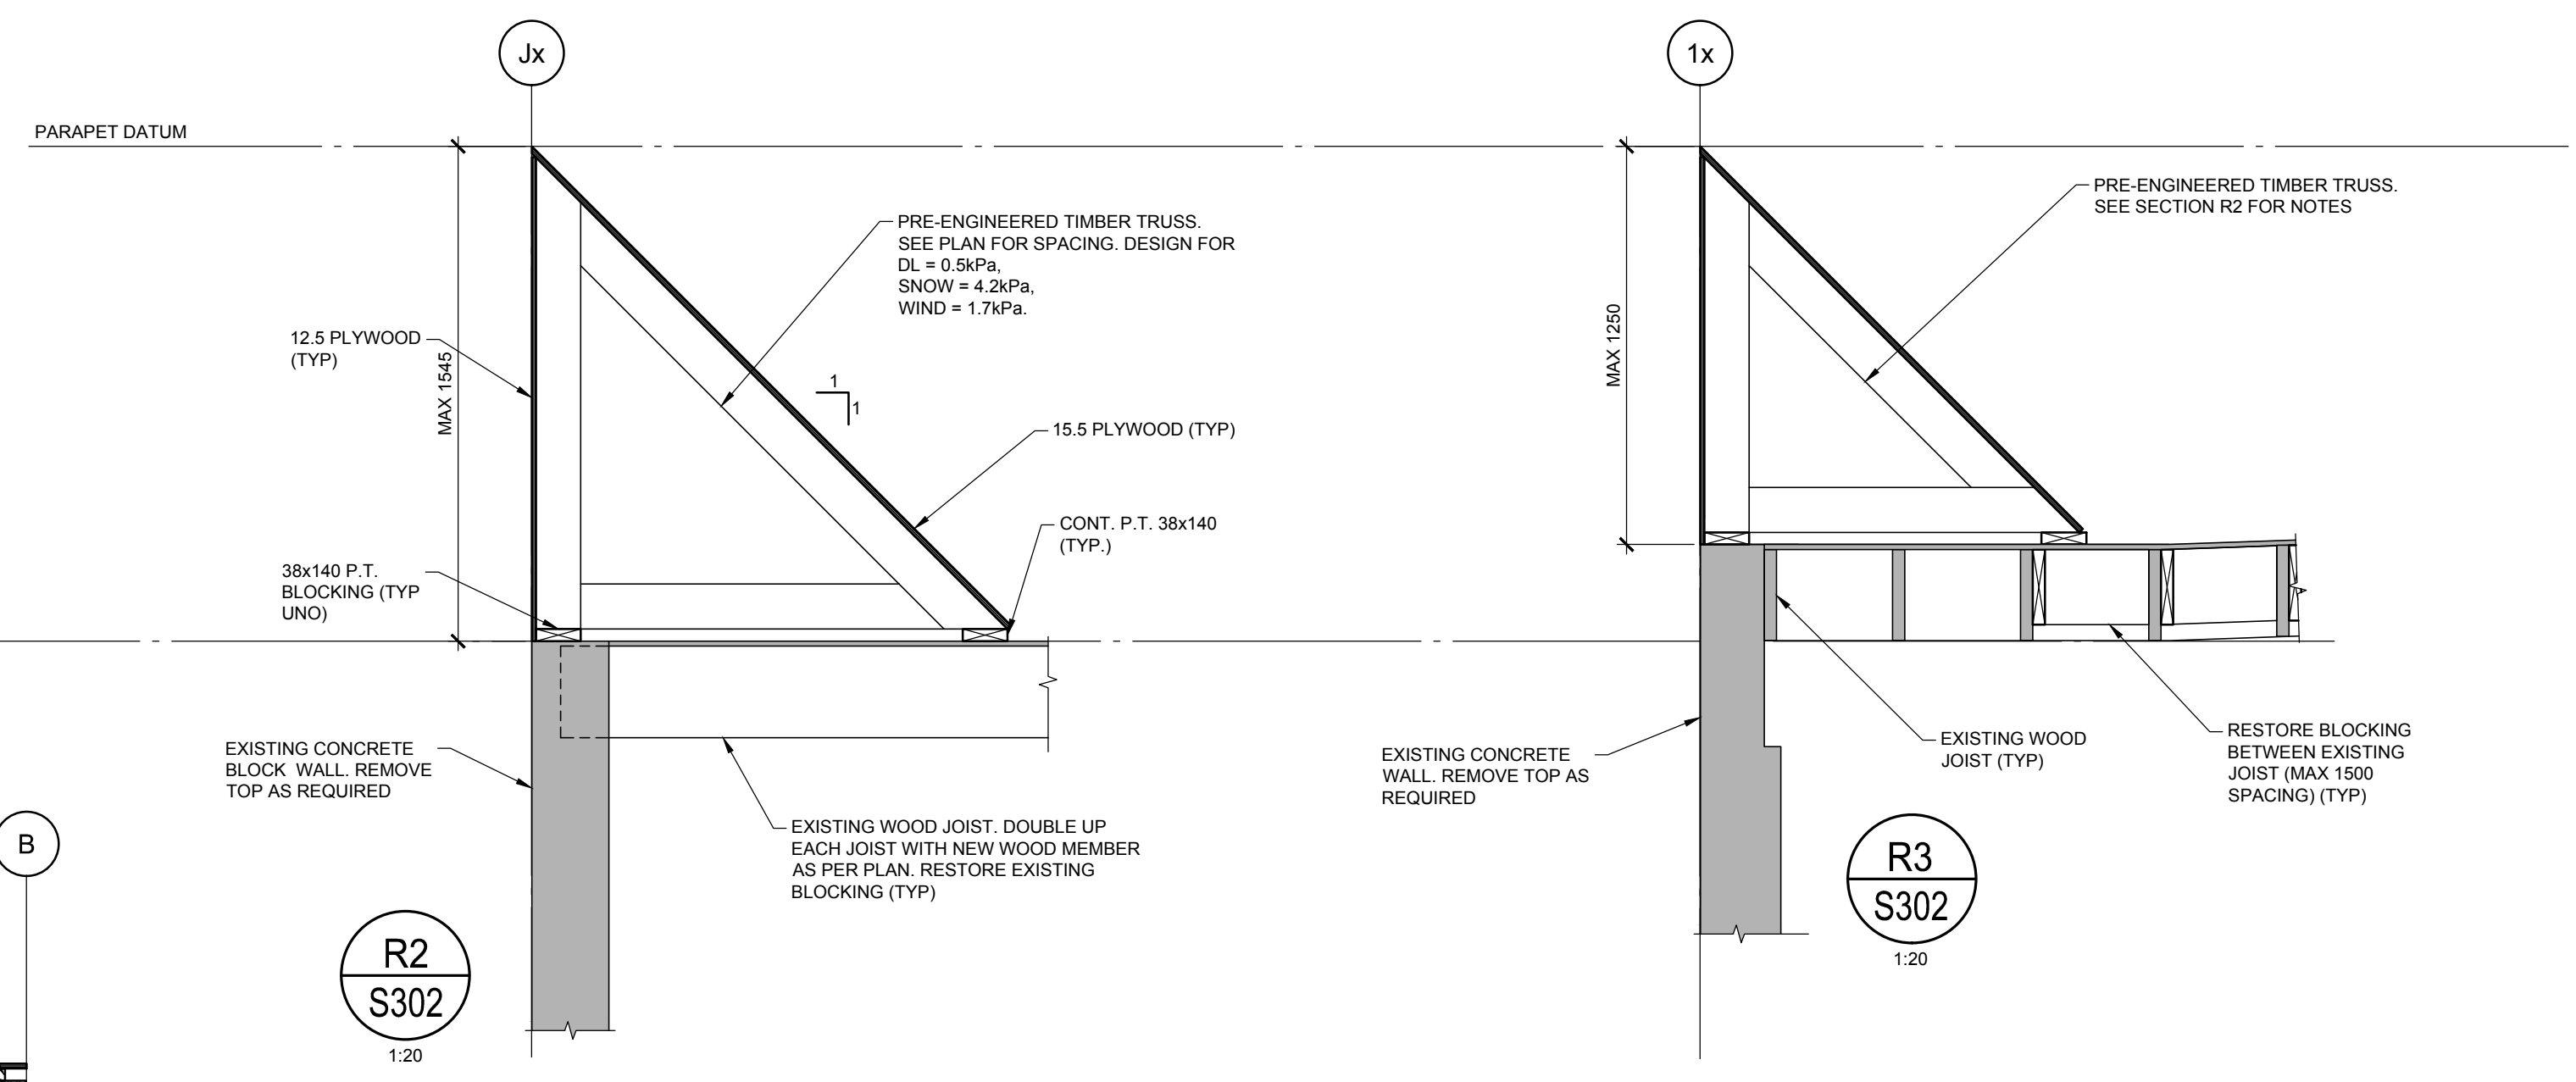 Jx
1x
PARAPET DATUM
PRE-ENGINEERED TIMBER TRUSS.
SEE PLAN FOR SPACING. DESIGN FOR
DL = 0.5kPa,
SNOW = 4.2kPa,
WIND = 1.7kPa.
12.5 PLYWOOD
(TYP)
MAX 1545
1
1
15.5 PLYWOOD (TYP)
CONT. P.T. 38x140
(TYP.)
38x140 P.T.
BLOCKING (TYP
UNO)
EXISTING CONCRETE
BLOCK WALL. REMOVE
TOP AS REQUIRED
EXISTING WOOD JOIST. DOUBLE UP
EACH JOIST WITH NEW WOOD MEMBER
AS PER PLAN. RESTORE EXISTING
BLOCKING (TYP)
B
R2
S302
1:20
PRE-ENGINEERED TIMBER TRUSS.
SEE SECTION R2 FOR NOTES
MAX 1250
EXISTING CONCRETE
WALL. REMOVE TOP AS
REQUIRED
EXISTING WOOD
JOIST (TYP)
RESTORE BLOCKING
BETWEEN EXISTING
JOIST (MAX 1500
SPACING) (TYP)
R3
S302
1:20